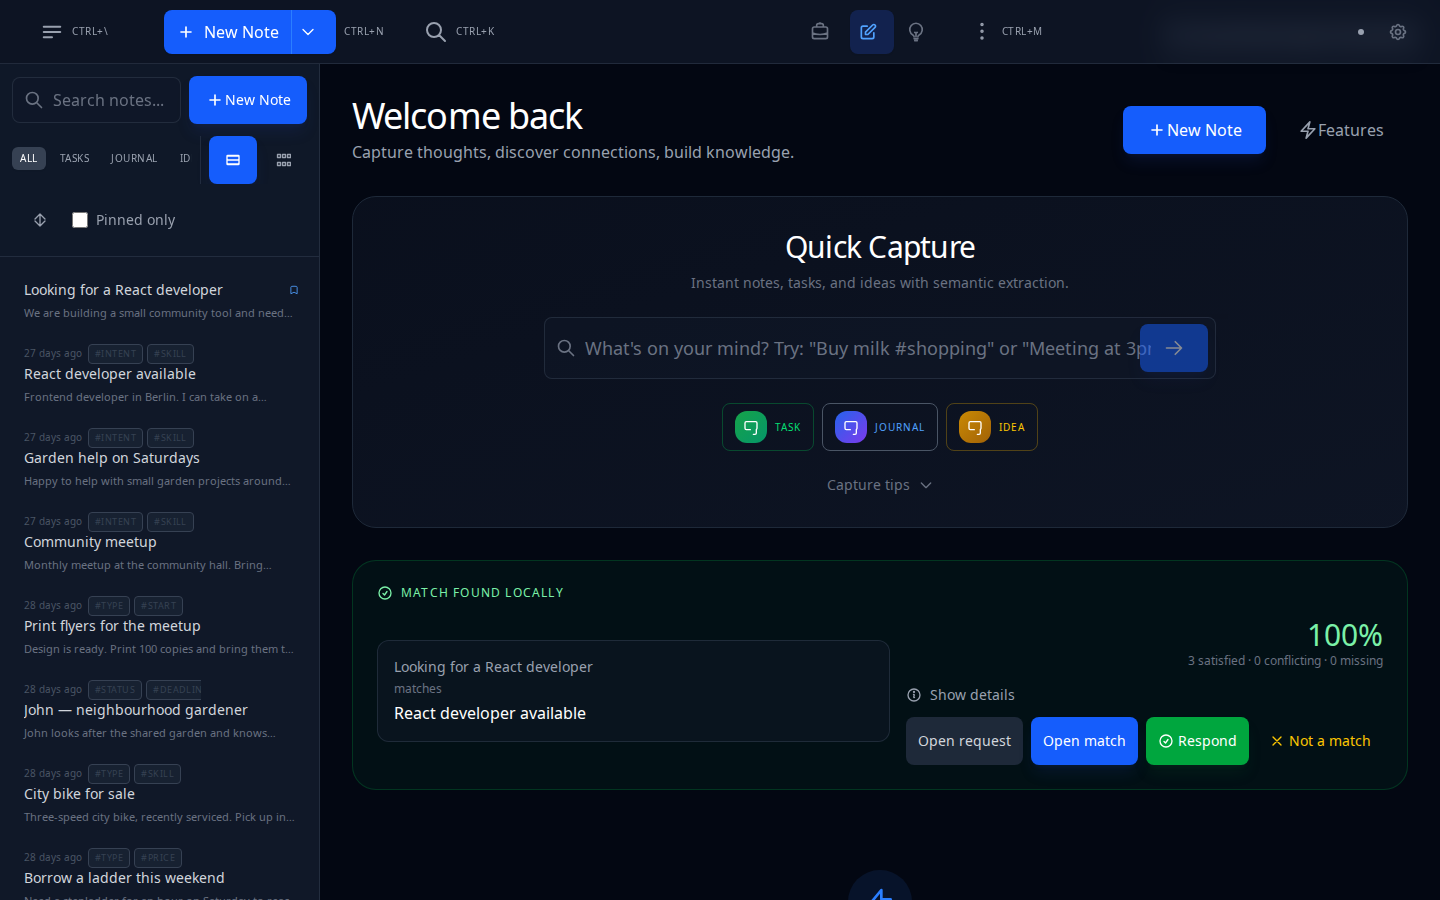 CTRL+\ New Note CTRL+N CTRL+K CTRL+M
Search notes... New Note
ALL TASKS JOURNAL ID
Pinned only
Looking for a React developer
We are building a small community tool and need...
27 days ago #INTENT #SKILL
React developer available
Frontend developer in Berlin. I can take on a...
27 days ago #INTENT #SKILL
Garden help on Saturdays
Happy to help with small garden projects around...
27 days ago #INTENT #SKILL
Community meetup
Monthly meetup at the community hall. Bring...
28 days ago #TYPE #START
Print flyers for the meetup
Design is ready. Print 100 copies and bring them t...
28 days ago #STATUS #DEADLIN
John — neighbourhood gardener
John looks after the shared garden and knows...
28 days ago #TYPE #SKILL
City bike for sale
Three-speed city bike, recently serviced. Pick up in...
28 days ago #TYPE #PRICE
Borrow a ladder this weekend
Welcome back
Capture thoughts, discover connections, build knowledge.
New Note Features
Quick Capture
Instant notes, tasks, and ideas with semantic extraction.
What's on your mind? Try: "Buy milk #shopping" or "Meeting at 3p
TASK JOURNAL IDEA
Capture tips
MATCH FOUND LOCALLY
Looking for a React developer
matches
React developer available
100%
3 satisfied · 0 conflicting · 0 missing
Show details
Open request Open match Respond Not a match